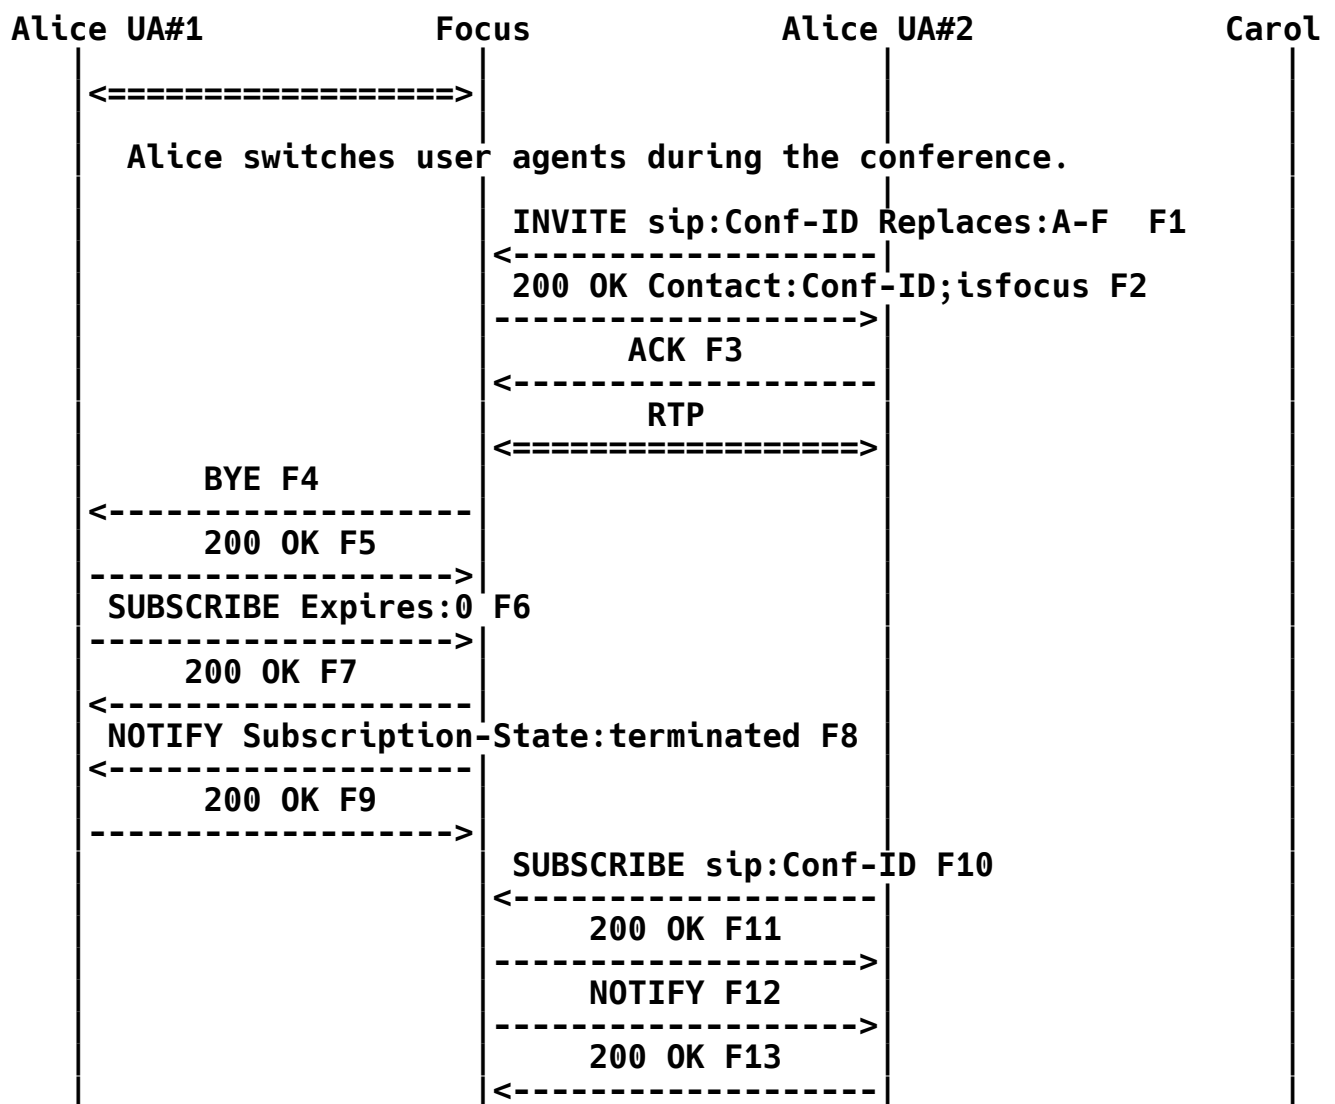 Alice UA#1 Focus Alice UA#2 Carol
<==================>
Alice switches user agents during the conference.
INVITE sip:Conf-ID Replaces:A-F F1
<-------------------
200 OK Contact:Conf-ID;isfocus F2
------------------->
ACK F3
<-------------------
RTP
<==================>
BYE F4
<-------------------
200 OK F5
------------------->
SUBSCRIBE Expires:0 F6
------------------->
200 OK F7
<-------------------
NOTIFY Subscription-State:terminated F8
<-------------------
200 OK F9
------------------->
SUBSCRIBE sip:Conf-ID F10
<-------------------
200 OK F11
------------------->
NOTIFY F12
------------------->
200 OK F13
<-------------------